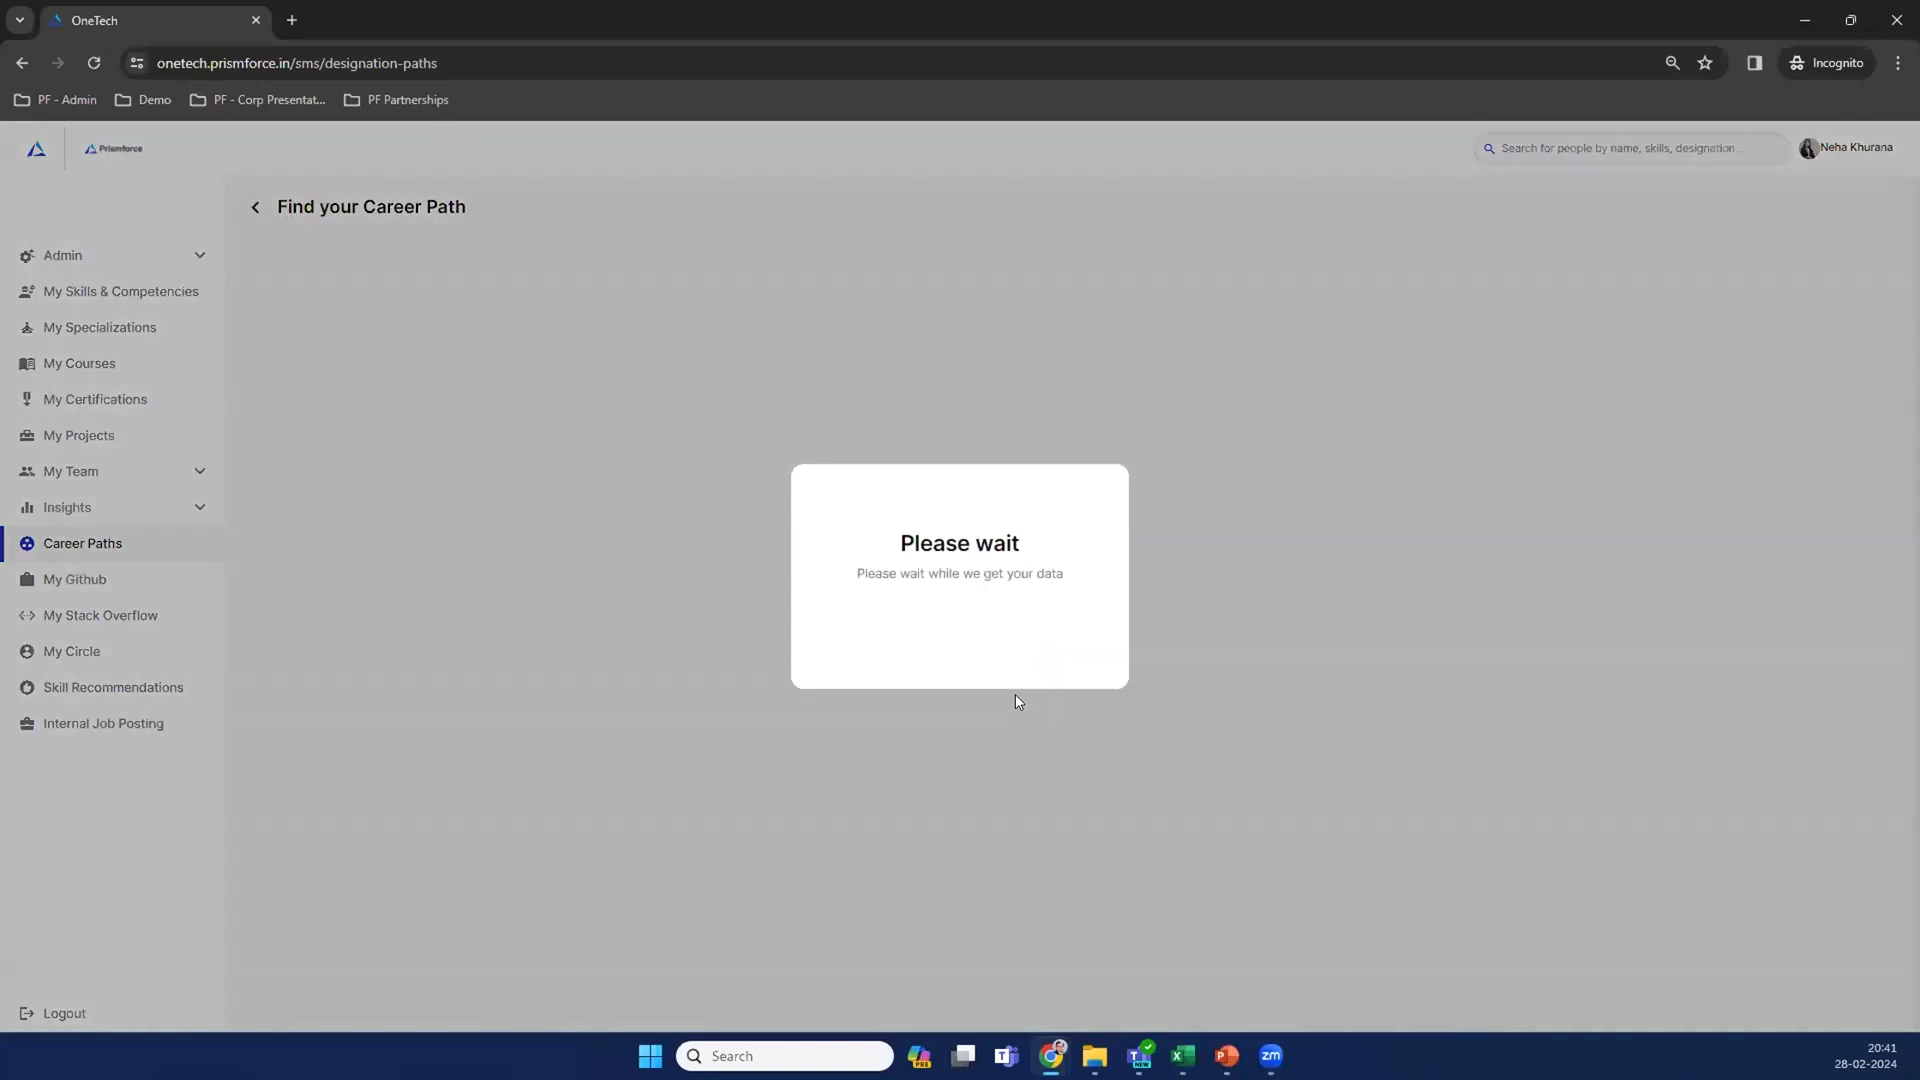 OneTech
onetech.prismforce.in/sms/designation-paths
Incognito
PF - Admin
Demo
PF - Corp Presentat...
PF Partnerships
Prismforce
Search for people by name, skills, designation...
Neha Khurana
Find your Career Path
Admin
My Skills & Competencies
My Specializations
My Courses
My Certifications
My Projects
My Team
Insights
Career Paths
My Github
My Stack Overflow
My Circle
Skill Recommendations
Internal Job Posting
Please wait
Please wait while we get your data
Logout
Search
PRE
NEW
zm
20:41
28-02-2024